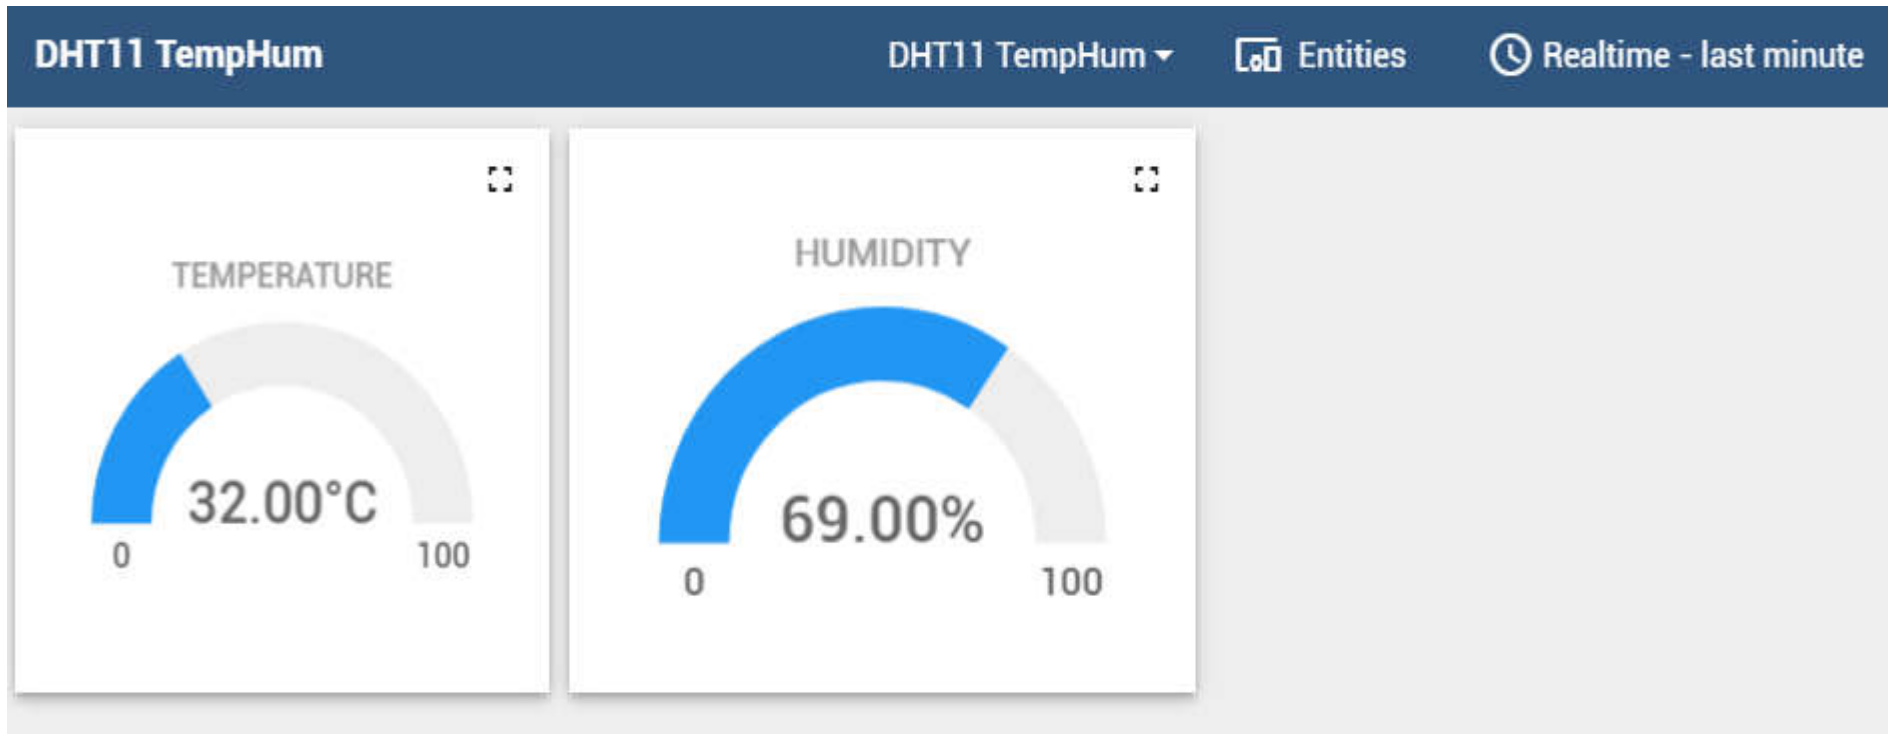 DHT11 TempHum
DHT11 TempHum
Entities
Realtime - last minute
TEMPERATURE
32.00°C
0
100
HUMIDITY
69.00%
0
100